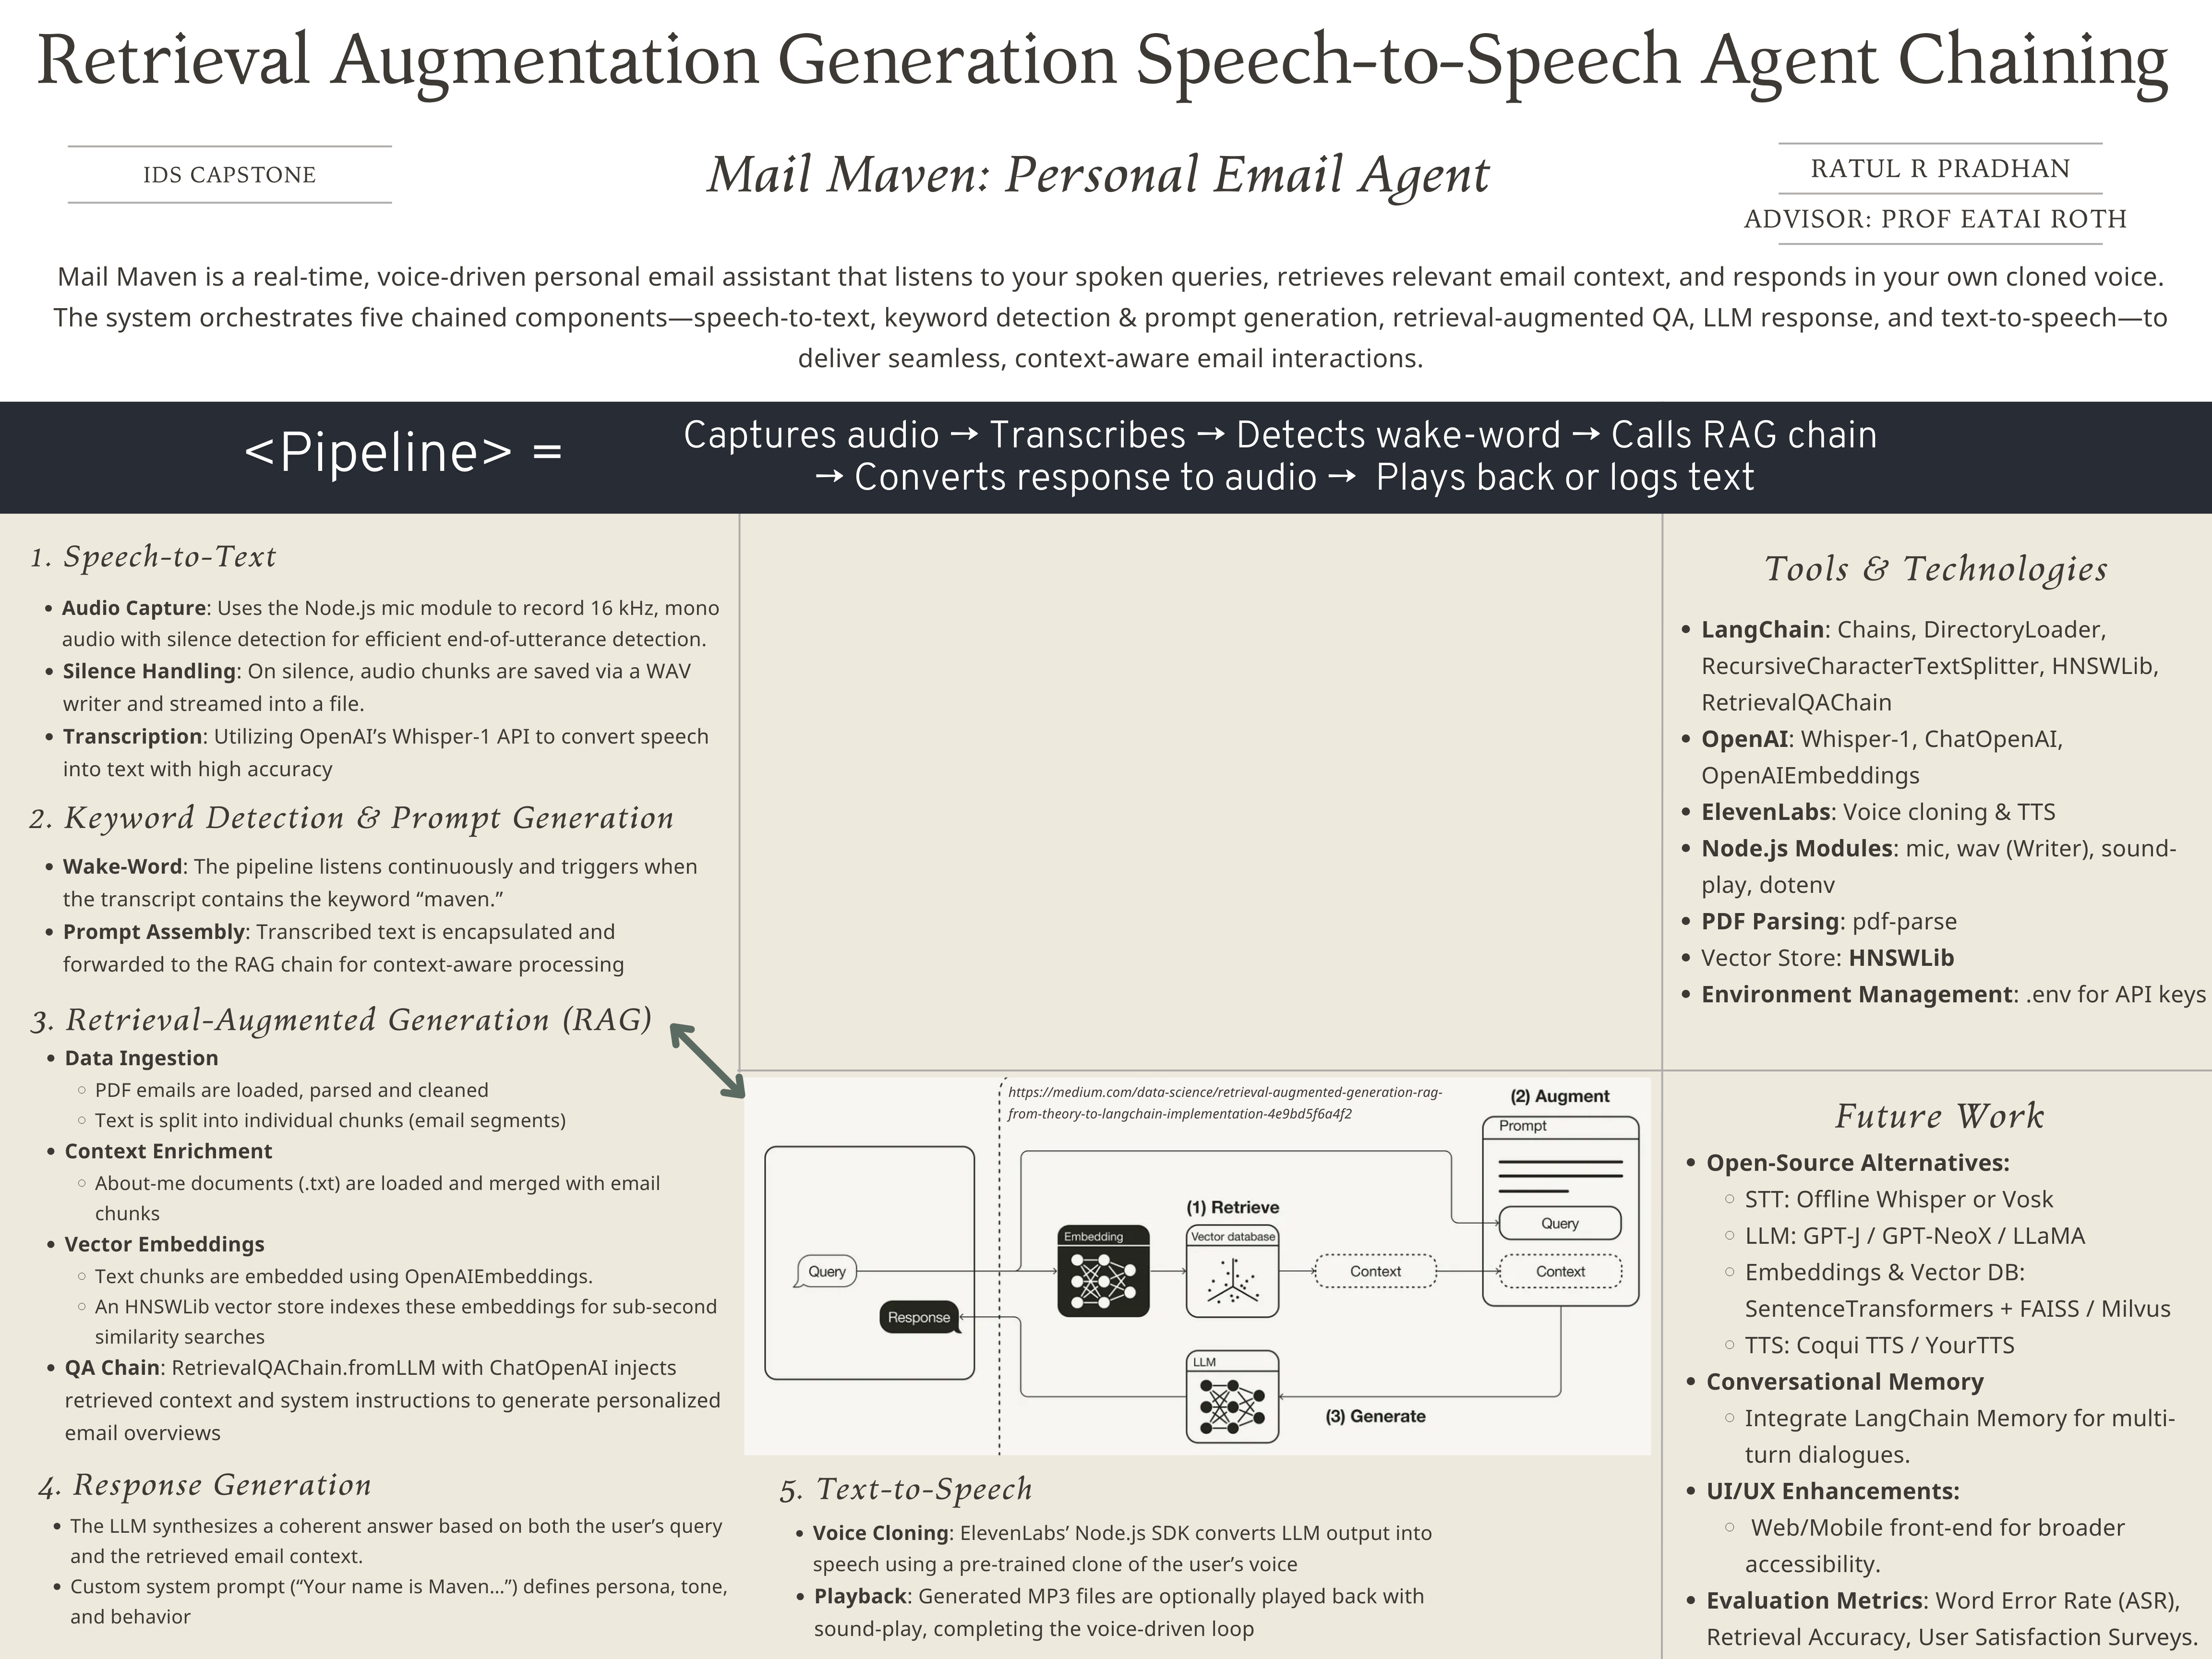 Retrieval Augmentation Generation Speech-to-Speech Agent Chaining
IDS CAPSTONE
Mail Maven: Personal Email Agent
RATUL R PRADHAN
ADVISOR: PROF EATAI ROTH
Mail Maven is a real-time, voice-driven personal email assistant that listens to your spoken queries, retrieves relevant email context, and responds in your own cloned voice.
The system orchestrates five chained components—speech-to-text, keyword detection & prompt generation, retrieval-augmented QA, LLM response, and text-to-speech—to
deliver seamless, context-aware email interactions.
<Pipeline> =
Captures audio → Transcribes → Detects wake-word → Calls RAG chain
→ Converts response to audio → Plays back or logs text
1. Speech-to-Text
• Audio Capture: Uses the Node.js mic module to record 16 kHz, mono
audio with silence detection for efficient end-of-utterance detection.
• Silence Handling: On silence, audio chunks are saved via a WAV
writer and streamed into a file.
• Transcription: Utilizing OpenAI’s Whisper-1 API to convert speech
into text with high accuracy
2. Keyword Detection & Prompt Generation
• Wake-Word: The pipeline listens continuously and triggers when
the transcript contains the keyword “maven.”
• Prompt Assembly: Transcribed text is encapsulated and
forwarded to the RAG chain for context-aware processing
3. Retrieval-Augmented Generation (RAG)
• Data Ingestion
○ PDF emails are loaded, parsed and cleaned
○ Text is split into individual chunks (email segments)
• Context Enrichment
○ About-me documents (.txt) are loaded and merged with email
chunks
• Vector Embeddings
○ Text chunks are embedded using OpenAIEmbeddings.
○ An HNSWLib vector store indexes these embeddings for sub-second
similarity searches
• QA Chain: RetrievalQAChain.fromLLM with ChatOpenAI injects
retrieved context and system instructions to generate personalized
email overviews
4. Response Generation
• The LLM synthesizes a coherent answer based on both the user’s query
and the retrieved email context.
• Custom system prompt (“Your name is Maven…”) defines persona, tone,
and behavior
https://medium.com/data-science/retrieval-augmented-generation-rag-
from-theory-to-langchain-implementation-4e9bd5f6a4f2
(2) Augment
Prompt
(1) Retrieve
Query
Embedding
Vector database
Query
Context
Context
Response
LLM
(3) Generate
5. Text-to-Speech
• Voice Cloning: ElevenLabs’ Node.js SDK converts LLM output into
speech using a pre-trained clone of the user’s voice
• Playback: Generated MP3 files are optionally played back with
sound-play, completing the voice-driven loop
Tools & Technologies
• LangChain: Chains, DirectoryLoader,
RecursiveCharacterTextSplitter, HNSWLib,
RetrievalQAChain
• OpenAI: Whisper-1, ChatOpenAI,
OpenAIEmbeddings
• ElevenLabs: Voice cloning & TTS
• Node.js Modules: mic, wav (Writer), sound-
play, dotenv
• PDF Parsing: pdf-parse
• Vector Store: HNSWLib
• Environment Management: .env for API keys
Future Work
• Open-Source Alternatives:
○ STT: Offline Whisper or Vosk
○ LLM: GPT-J / GPT-NeoX / LLaMA
○ Embeddings & Vector DB:
SentenceTransformers + FAISS / Milvus
○ TTS: Coqui TTS / YourTTS
• Conversational Memory
○ Integrate LangChain Memory for multi-
turn dialogues.
• UI/UX Enhancements:
○ Web/Mobile front-end for broader
accessibility.
• Evaluation Metrics: Word Error Rate (ASR),
Retrieval Accuracy, User Satisfaction Surveys.